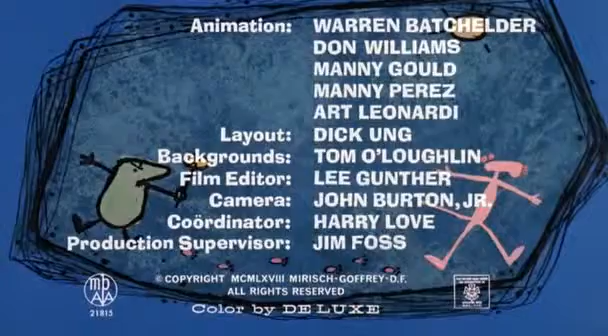 Animation: WARREN BATCHELDER
DON WILLIAMS
MANNY GOULD
MANNY PEREZ
ART LEONARDI
Layout: DICK UNG
Backgrounds: TOM O'LOUGHLIN
Film Editor: LEE GUNTHER
Camera: JOHN BURTON, JR.
Coördinator: HARRY LOVE
Production Supervisor: JIM FOSS
© COPYRIGHT MCMLXVIII MIRISCH-GOFFREY-D.F.
ALL RIGHTS RESERVED
Color by DE LUXE
21815